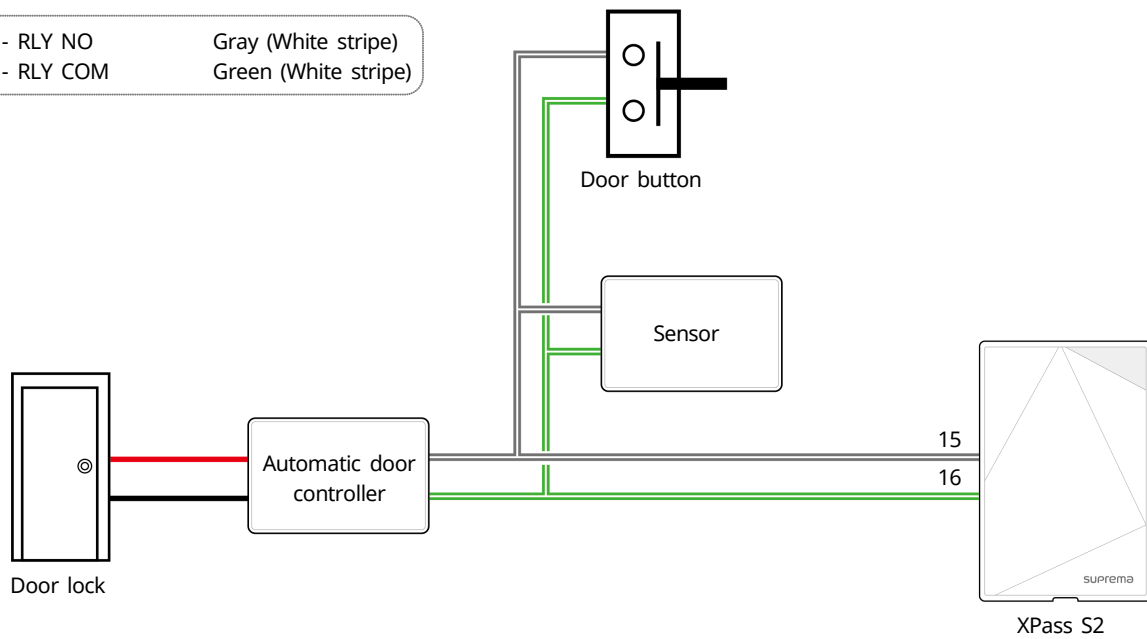 - RLY NO Gray (White stripe)
- RLY COM Green (White stripe)
Door button
Sensor
15
Automatic door
controller
16
suprema
Door lock
XPass S2